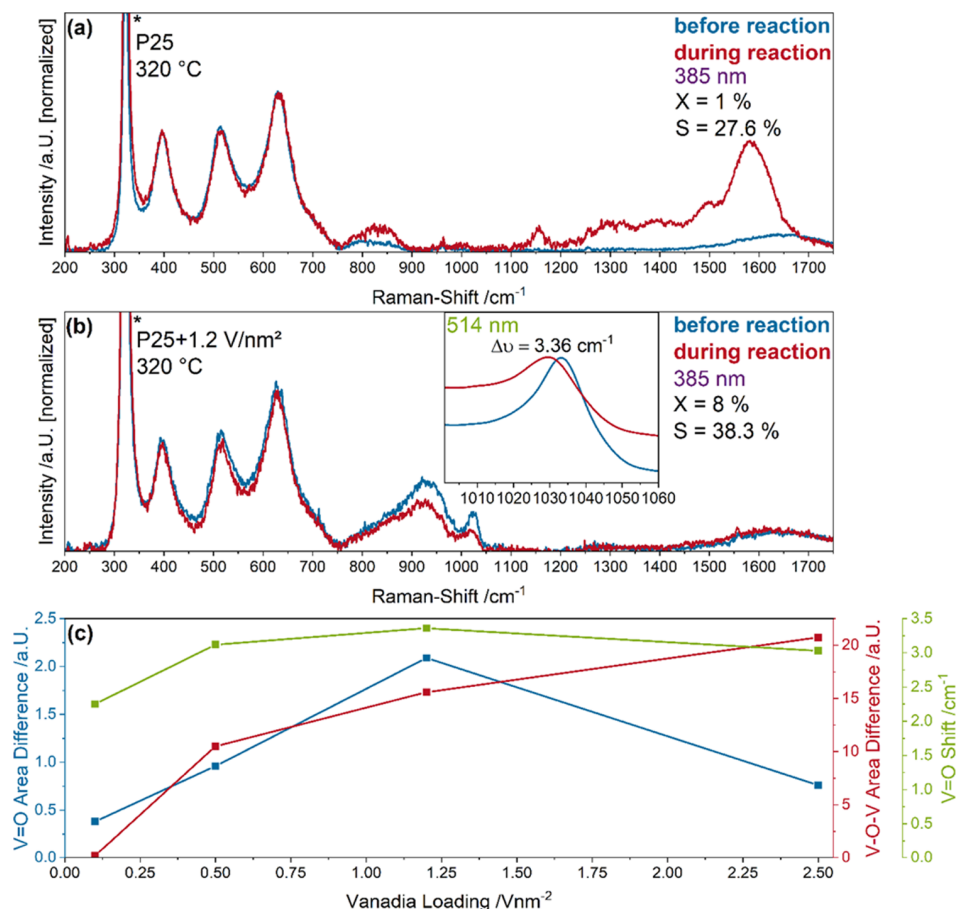 (a)
*
P25
320 °C
before reaction
during reaction
385 nm
X = 1 %
S = 27.6 %
Intensity /a.U. [normalized]
200 300 400 500 600 700 800 900 1000 1100 1200 1300 1400 1500 1600 1700
Raman-Shift /cm⁻¹
(b)
*
P25+1.2 V/nm²
320 °C
514 nm
Δυ = 3.36 cm⁻¹
1010 1020 1030 1040 1050 1060
before reaction
during reaction
385 nm
X = 8 %
S = 38.3 %
Intensity /a.U. [normalized]
200 300 400 500 600 700 800 900 1000 1100 1200 1300 1400 1500 1600 1700
Raman-Shift /cm⁻¹
(c)
V=O Area Difference /a.U.
2.5
2.0
1.5
1.0
0.5
0.0
V-O-V Area Difference /a.U.
20
15
10
5
0
V=O Shift /cm⁻¹
3.5
3.0
2.5
2.0
1.5
1.0
0.5
0.0
0.00 0.25 0.50 0.75 1.00 1.25 1.50 1.75 2.00 2.25 2.50
Vanadia Loading /Vnm⁻²